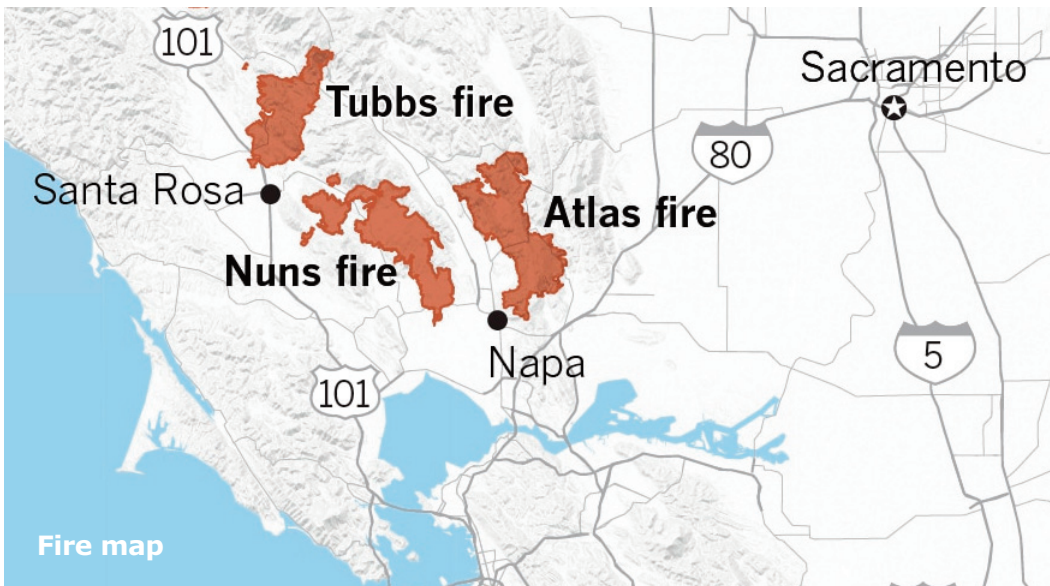 101
Sacramento
Tubbs fire
80
Santa Rosa
Atlas fire
Nuns fire
Napa
5
101
Fire map